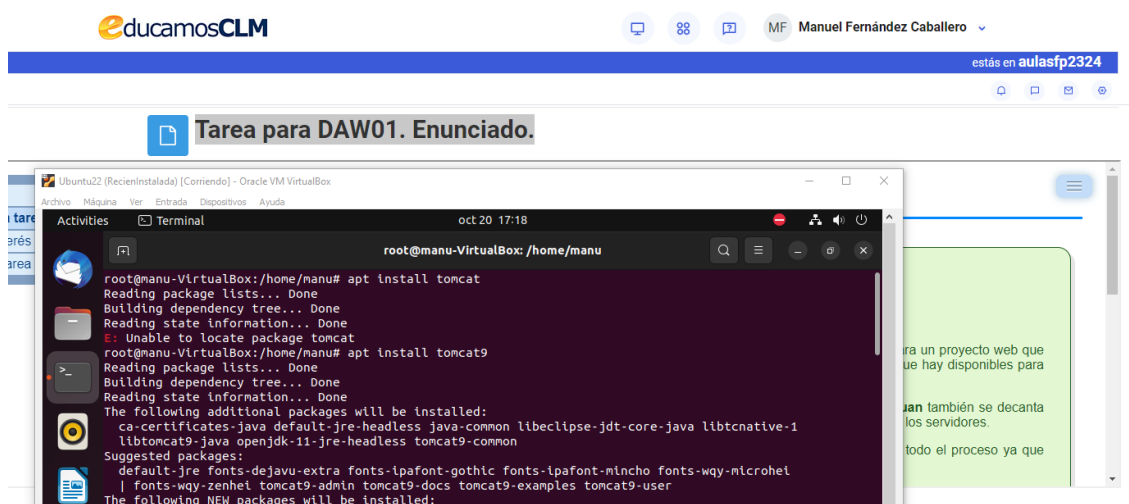 educamosCLM
MF Manuel Fernández Caballero
estás en aulasfp2324
Tarea para DAW01. Enunciado.
Ubuntu22 (RecienInstalada) [Corriendo] - Oracle VM VirtualBox
Archivo Máquina Ver Entrada Dispositivos Ayuda
Activities Terminal oct 20 17:18
root@manu-VirtualBox: /home/manu
root@manu-VirtualBox:/home/manu# apt install tomcat
Reading package lists... Done
Building dependency tree... Done
Reading state information... Done
E: Unable to locate package tomcat
root@manu-VirtualBox:/home/manu# apt install tomcat9
Reading package lists... Done
Building dependency tree... Done
Reading state information... Done
The following additional packages will be installed:
ca-certificates-java default-jre-headless java-common libeclipse-jdt-core-java libtcnative-1
libtomcat9-java openjdk-11-jre-headless tomcat9-common
Suggested packages:
default-jre fonts-dejavu-extra fonts-ipafont-gothic fonts-ipafont-mincho fonts-wqy-microhei
| fonts-wqy-zenhei tomcat9-admin tomcat9-docs tomcat9-examples tomcat9-user
The following NEW packages will be installed:
tare
erés
area
ra un proyecto web que
ue hay disponibles para
uan también se decanta
los servidores.
todo el proceso ya que